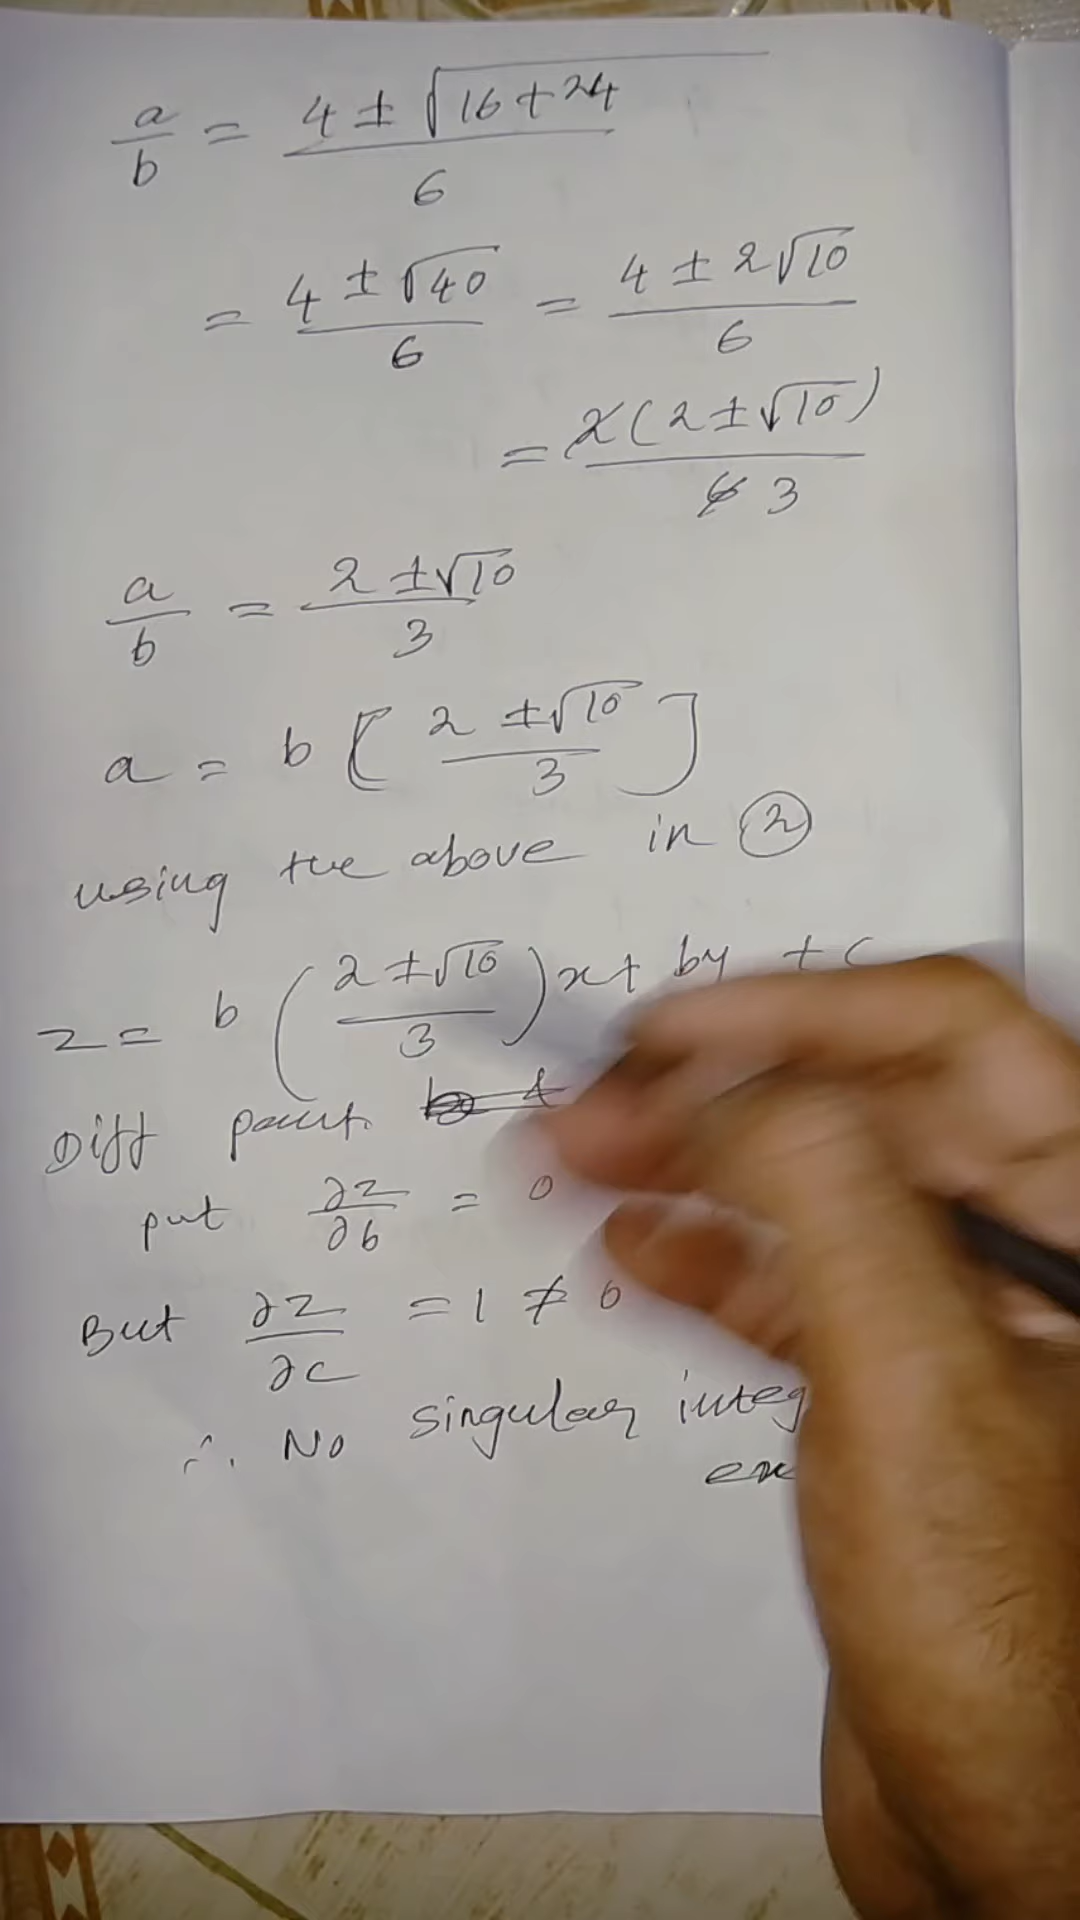 a/b = 4 ± √16+24 / 6
= 4 ± √40 / 6 = 4 ± 2√10 / 6
= 2(2 ± √10) / 6 3
a/b = 2 ± √10 / 3
a = b [ 2 ± √10 / 3 ]
using the above in ②
z = b ( 2 ± √10 / 3 ) x + by + c
Diff
put ∂z/∂b = 0
But ∂z/∂c = 1 ≠ 0
∴ No singular integ